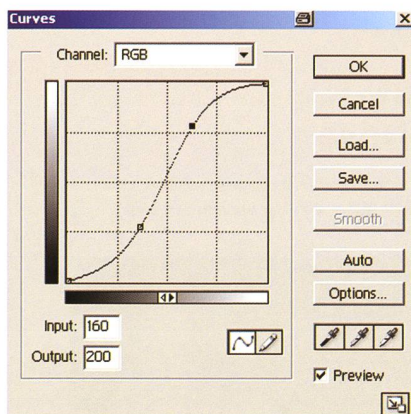 Curves
Channel: RGB
OK
Cancel
Load...
Save...
Smooth
Auto
Options...
Input: 160
Output: 200
Preview